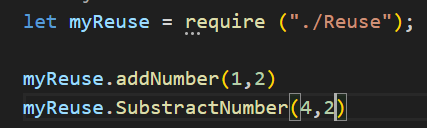 let myReuse = require ("./Reuse");
myReuse.addNumber(1,2)
myReuse.SubstractNumber(4,2)